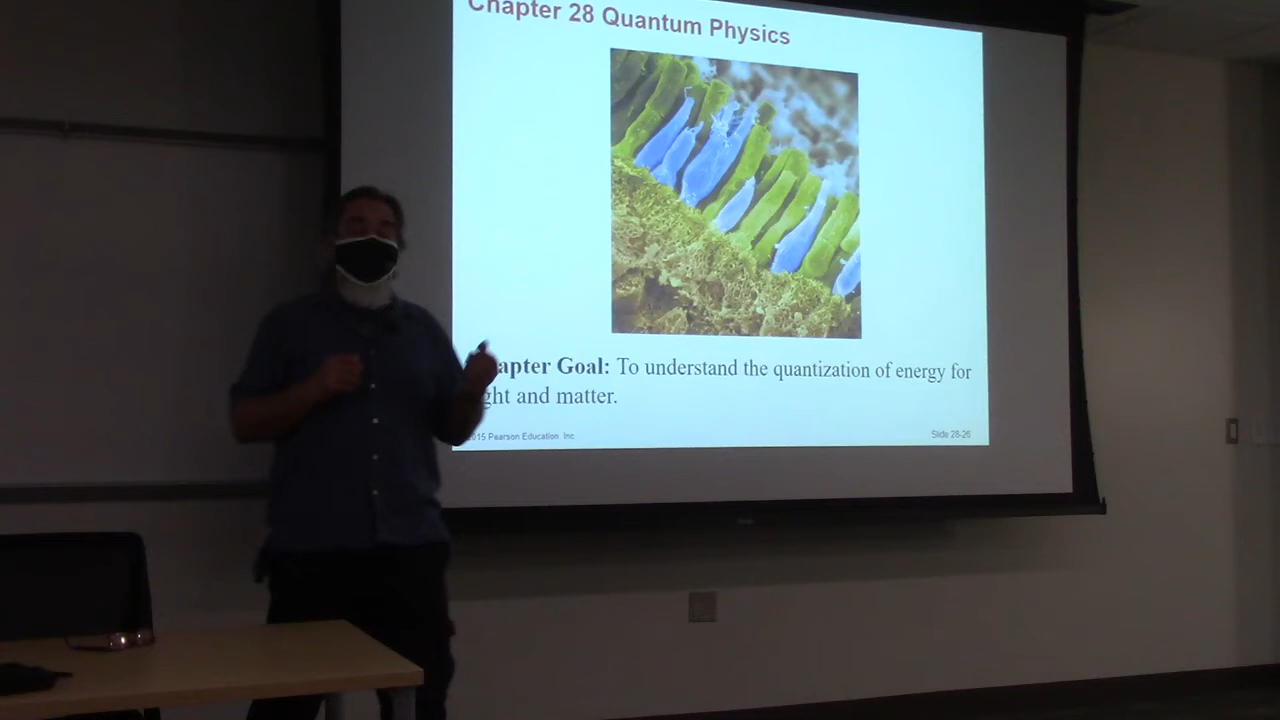 Chapter 28 Quantum Physics
apter Goal: To understand the quantization of energy for
ght and matter.
2015 Pearson Education, Inc.
Slide 28-26